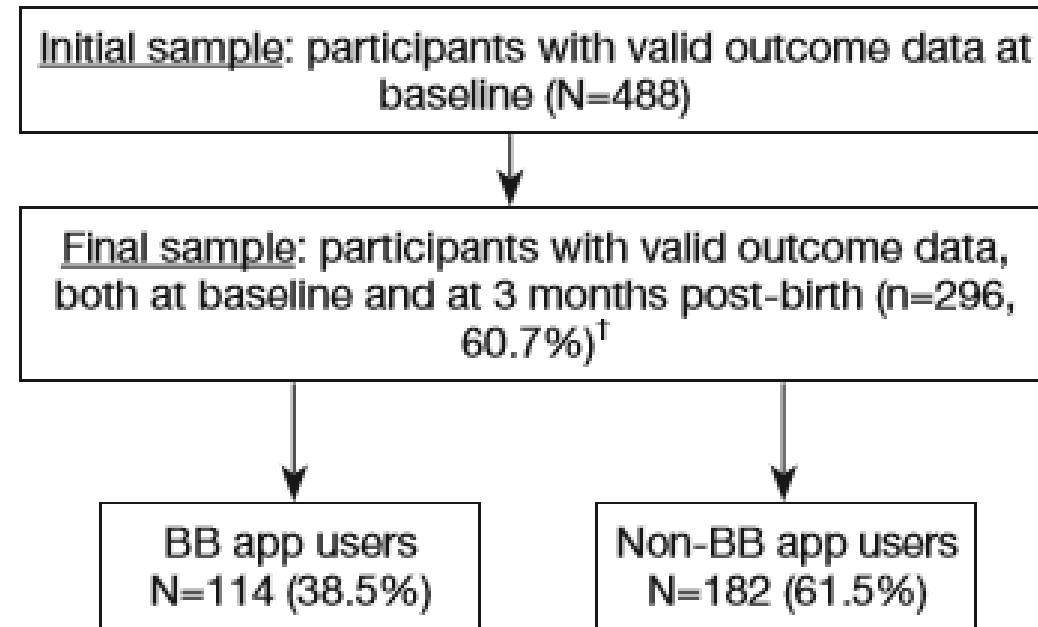 Initial sample: participants with valid outcome data at
baseline (N=488)
Final sample: participants with valid outcome data,
both at baseline and at 3 months post-birth (n=296,
60.7%)†
BB app users
N=114 (38.5%)
Non-BB app users
N=182 (61.5%)